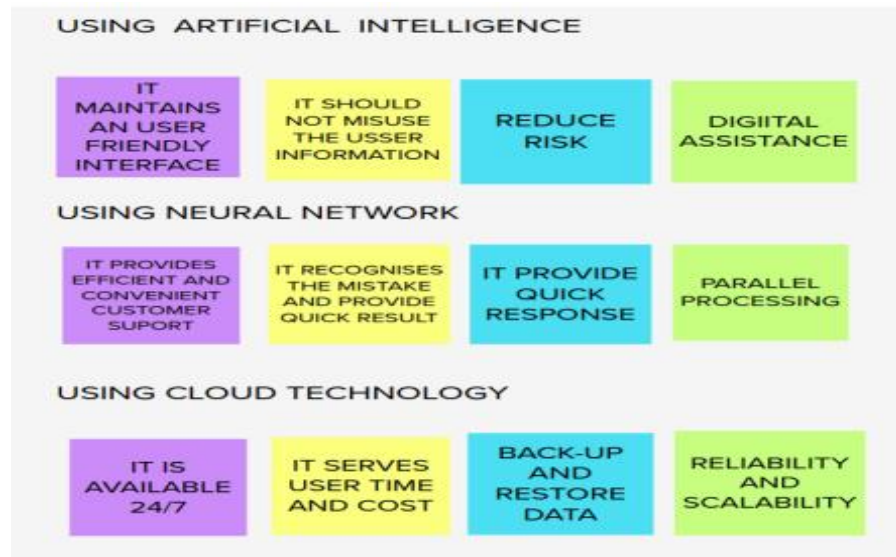 USING ARTIFICIAL INTELLIGENCE
IT
MAINTAINS
AN USER
FRIENDLY
INTERFACE
IT SHOULD
NOT MISUSE
THE USSER
INFORMATION
REDUCE
RISK
DIGIITAL
ASSISTANCE
USING NEURAL NETWORK
IT PROVIDES
EFFICIENT AND
CONVENIENT
CUSTOMER
SUPORT
IT RECOGNISES
THE MISTAKE
AND PROVIDE
QUICK RESULT
IT PROVIDE
QUICK
RESPONSE
PARALLEL
PROCESSING
USING CLOUD TECHNOLOGY
IT IS
AVAILABLE
24/7
IT SERVES
USER TIME
AND COST
BACK-UP
AND
RESTORE
DATA
RELIABILITY
AND
SCALABILITY